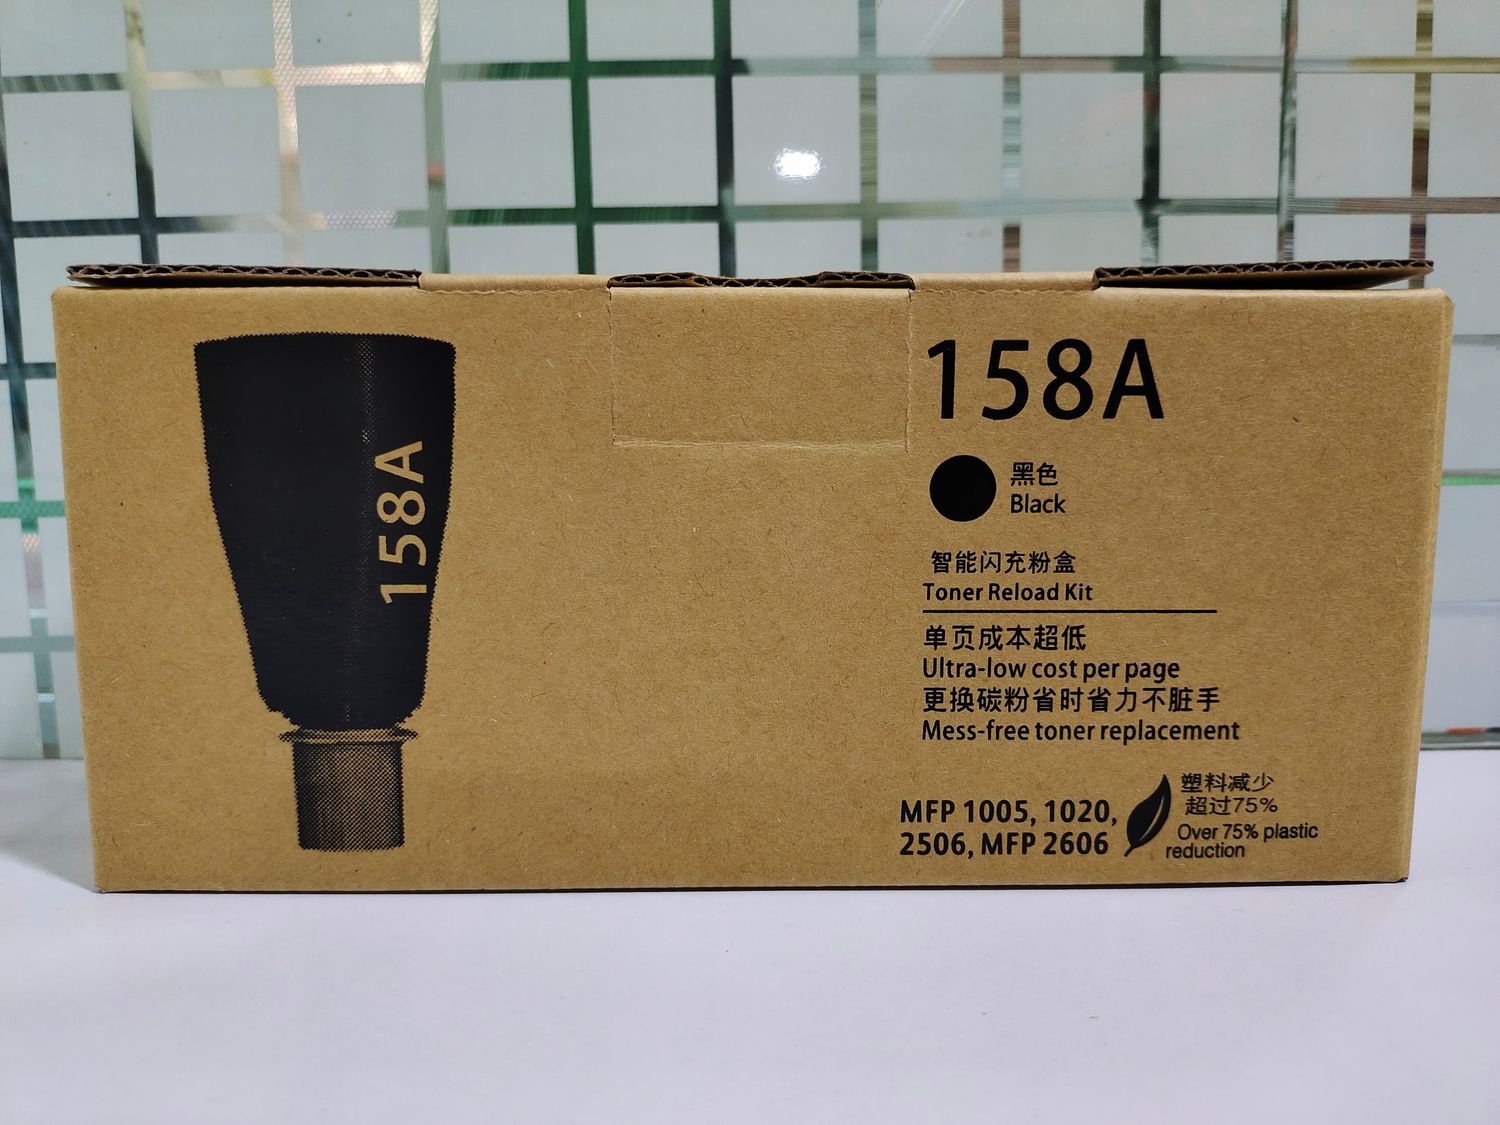 158A
158A
黑色
Black
智能闪充粉盒
Toner Reload Kit
单页成本超低
Ultra-low cost per page
更换碳粉省时省力不脏手
Mess-free toner replacement
MFP 1005, 1020,
2506, MFP 2606
塑料减少
超过75%
Over 75% plastic
reduction